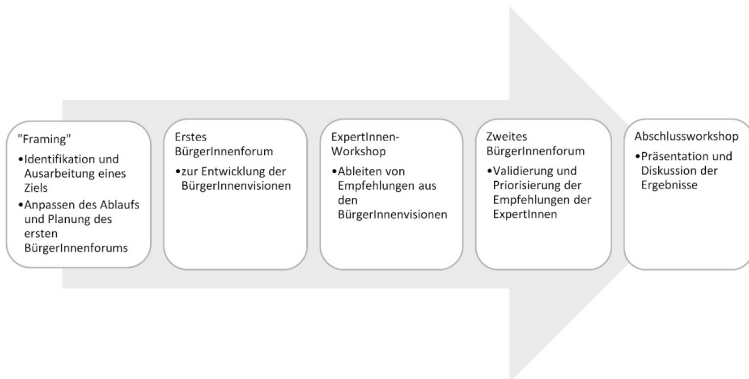 "Framing"
•Identifikation und
Ausarbeitung eines
Ziels
•Anpassen des Ablaufs
und Planung des
ersten
BürgerInnenforums
Erstes
BürgerInnenforum
•zur Entwicklung der
BürgerInnenvisionen
ExpertInnen-
Workshop
•Ableiten von
Empfehlungen aus
den
BürgerInnenvisionen
Zweites
BürgerInnenforum
•Validierung und
Priorisierung der
Empfehlungen der
ExpertInnen
Abschlussworkshop
•Präsentation und
Diskussion der
Ergebnisse